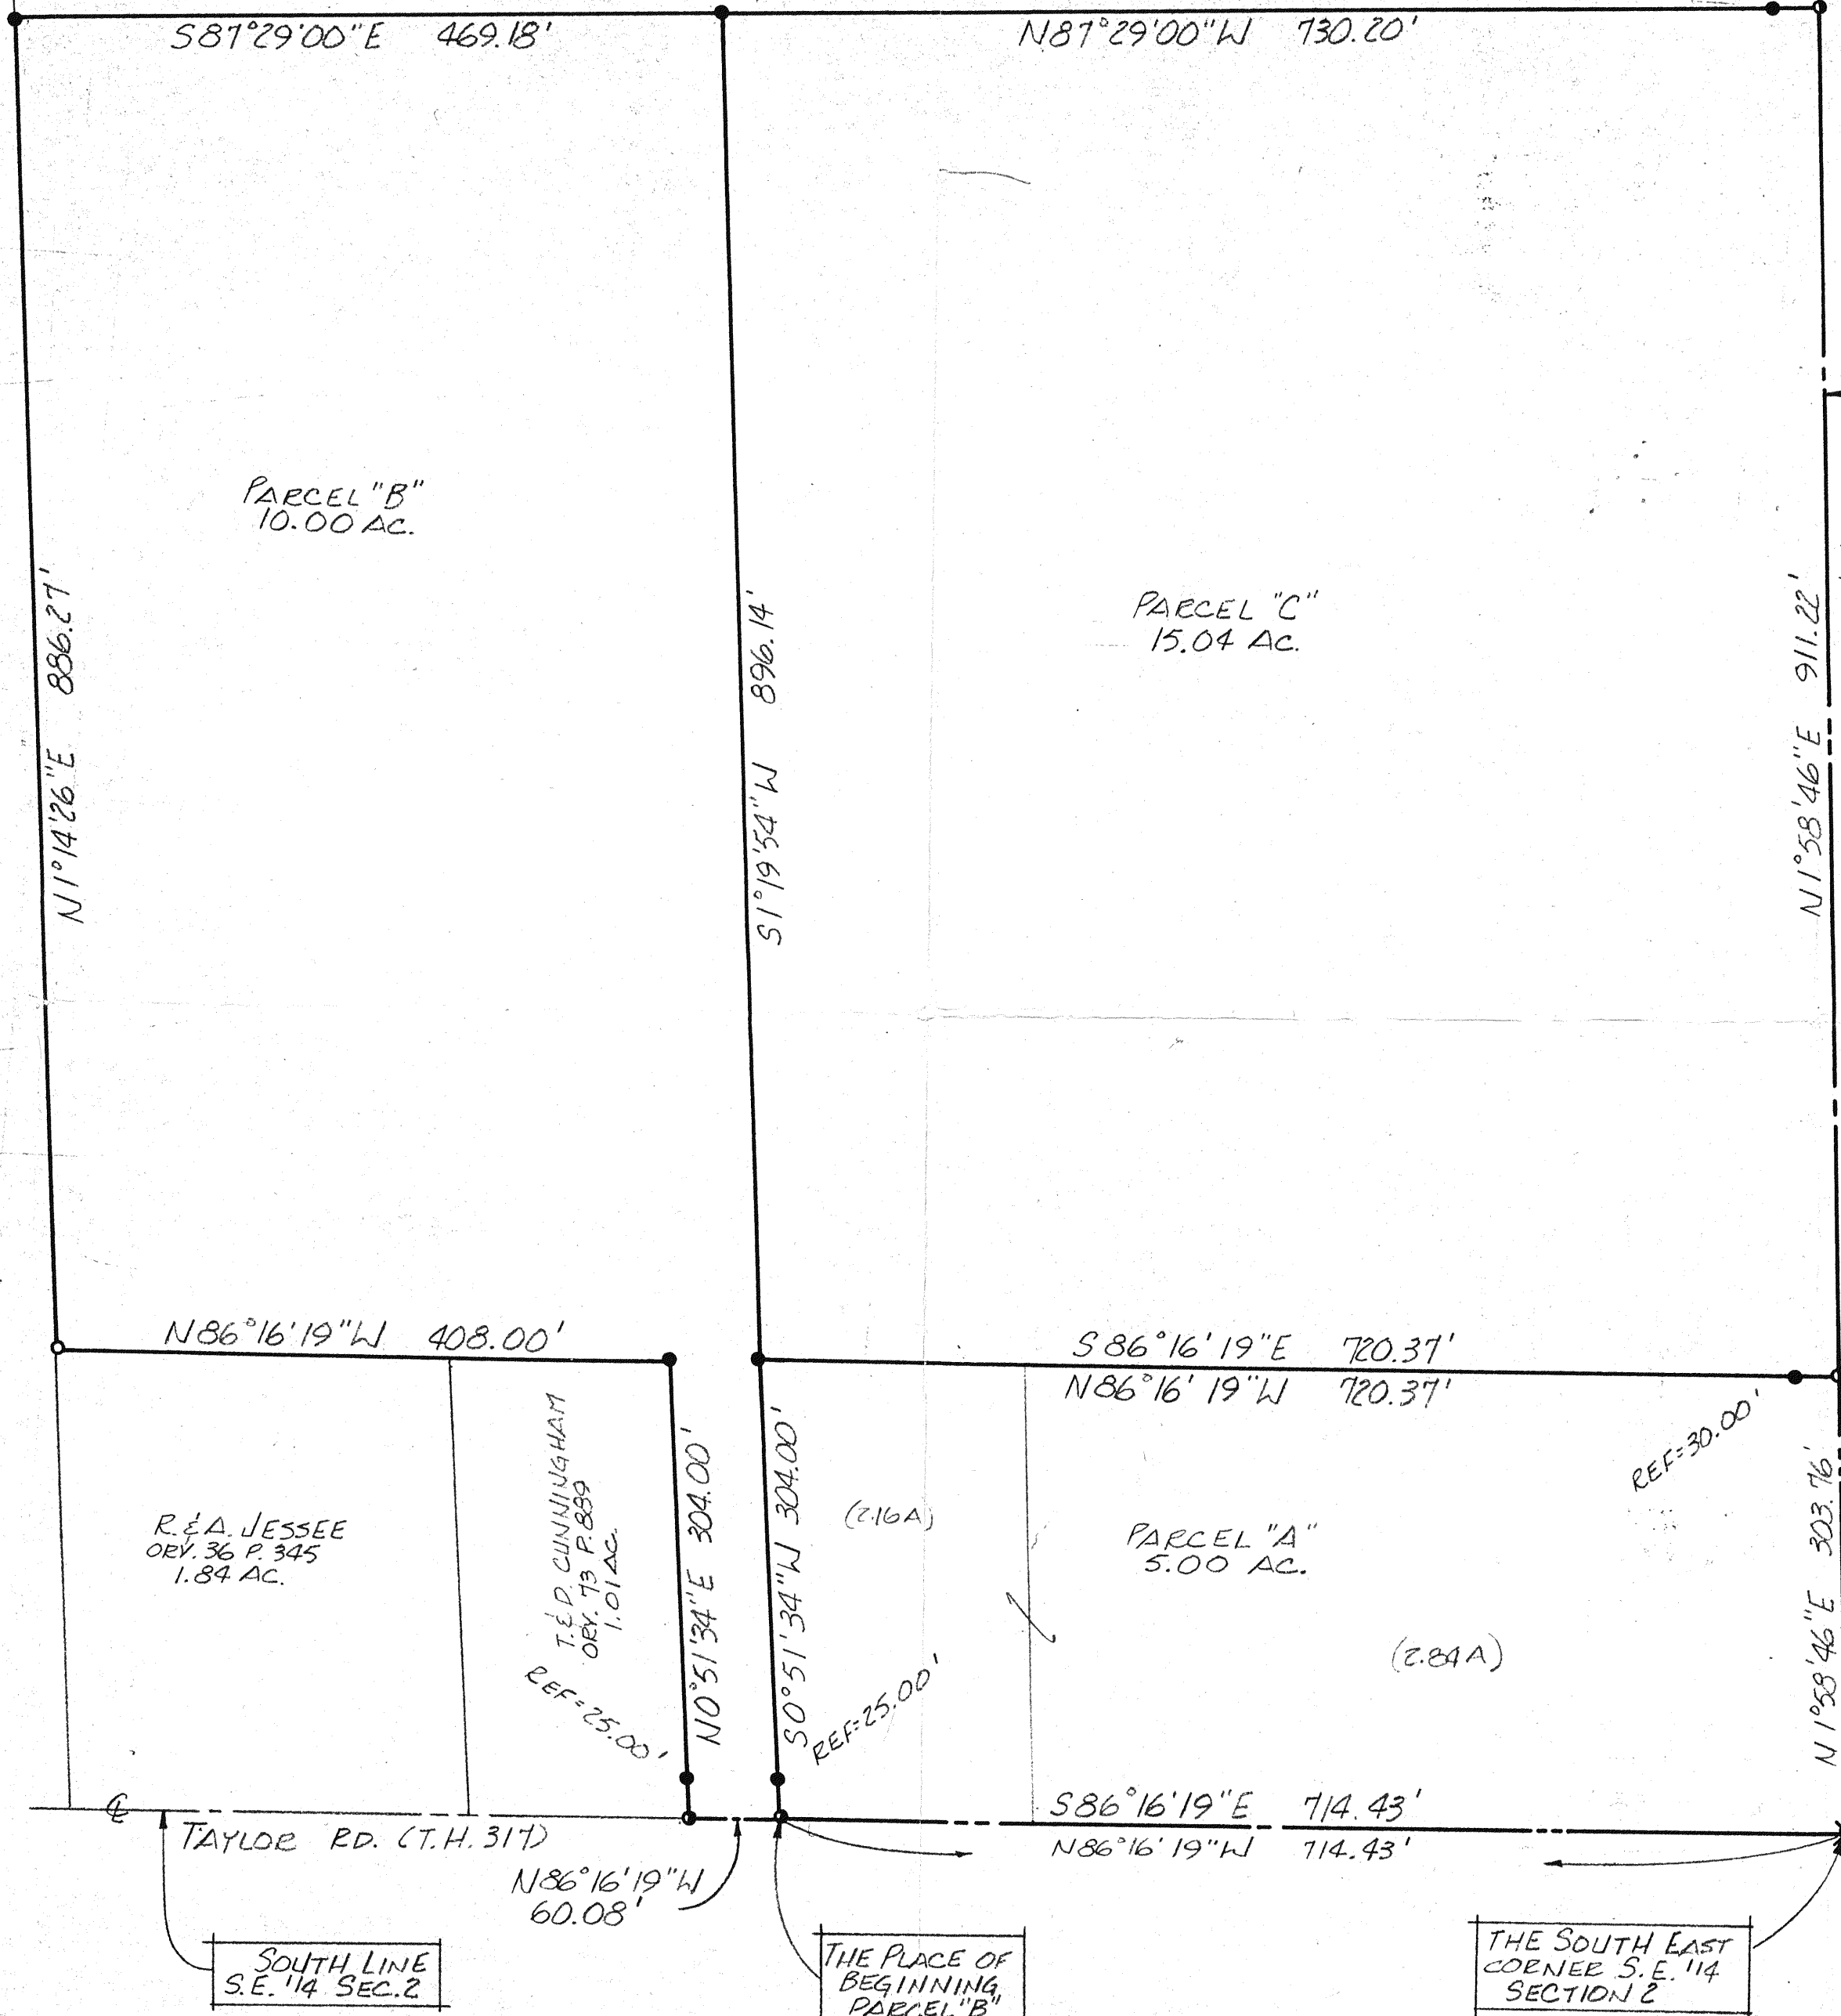 S87°29'00"E 469.18'
N87°29'00"W 730.20'
PARCEL "B"
10.00 AC.
N1°14'26"E 886.27'
S1°19'54"W 896.14'
PARCEL "C"
15.04 AC.
N1°58'46"E 911.22'
N86°16'19"W 408.00'
S86°16'19"E 720.37'
N86°16'19"W 720.37'
REF=30.00'
R. & A. JESSEE
ORV. 36 P. 345
1.84 AC.
T. & D. CUNNINGHAM
ORV. 73 P. 889
1.01 AC.
REF=25.00'
N0°51'34"E 304.00'
S0°51'34"W 304.00'
REF=25.00'
(2.16A)
PARCEL "A"
5.00 AC.
(2.84A)
N1°58'46"E 303.76'
℄
TAYLOR RD. (T.H. 317)
S86°16'19"E 714.43'
N86°16'19"W 714.43'
N86°16'19"W
60.08'
SOUTH LINE
S.E. 1/4 SEC. 2
THE PLACE OF
BEGINNING
PARCEL "B"
THE SOUTH EAST
CORNER S.E. 1/4
SECTION 2